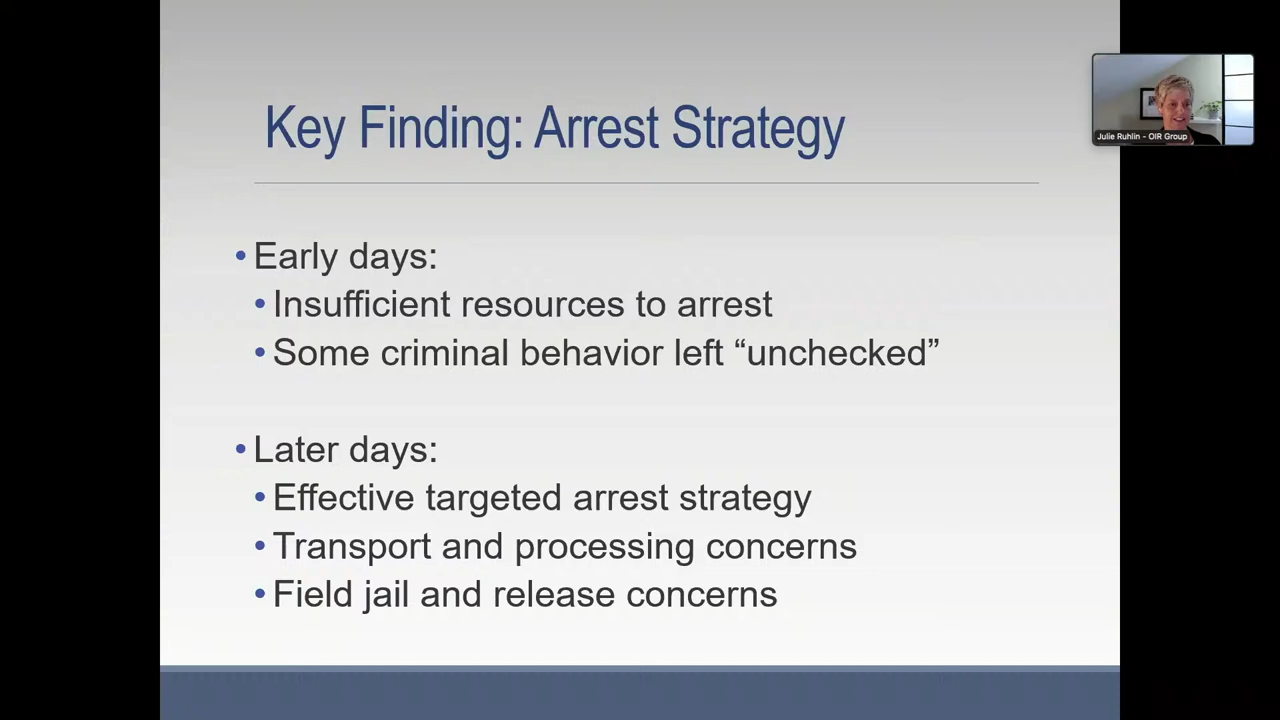 Key Finding: Arrest Strategy
Julie Ruhlin - OIR Group
• Early days:
• Insufficient resources to arrest
• Some criminal behavior left “unchecked”
• Later days:
• Effective targeted arrest strategy
• Transport and processing concerns
• Field jail and release concerns